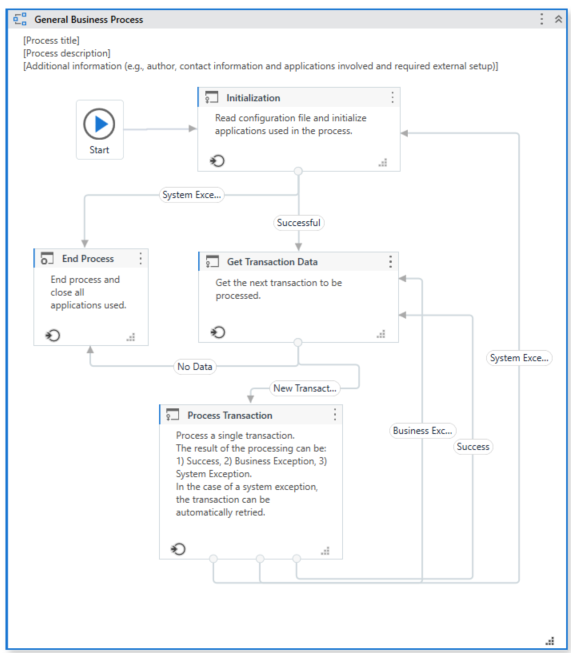 General Business Process
[Process title]
[Process description]
[Additional information (e.g., author, contact information and applications involved and required external setup)]
Initialization
Read configuration file and initialize
applications used in the process.
Start
System Exce...
Successful
End Process
End process and
close all
applications used.
Get Transaction Data
Get the next transaction to be
processed.
No Data
System Exce...
New Transact...
Process Transaction
Process a single transaction.
The result of the processing can be:
1) Success, 2) Business Exception, 3)
System Exception.
In the case of a system exception,
the transaction can be
automatically retried.
Business Exc...
Success